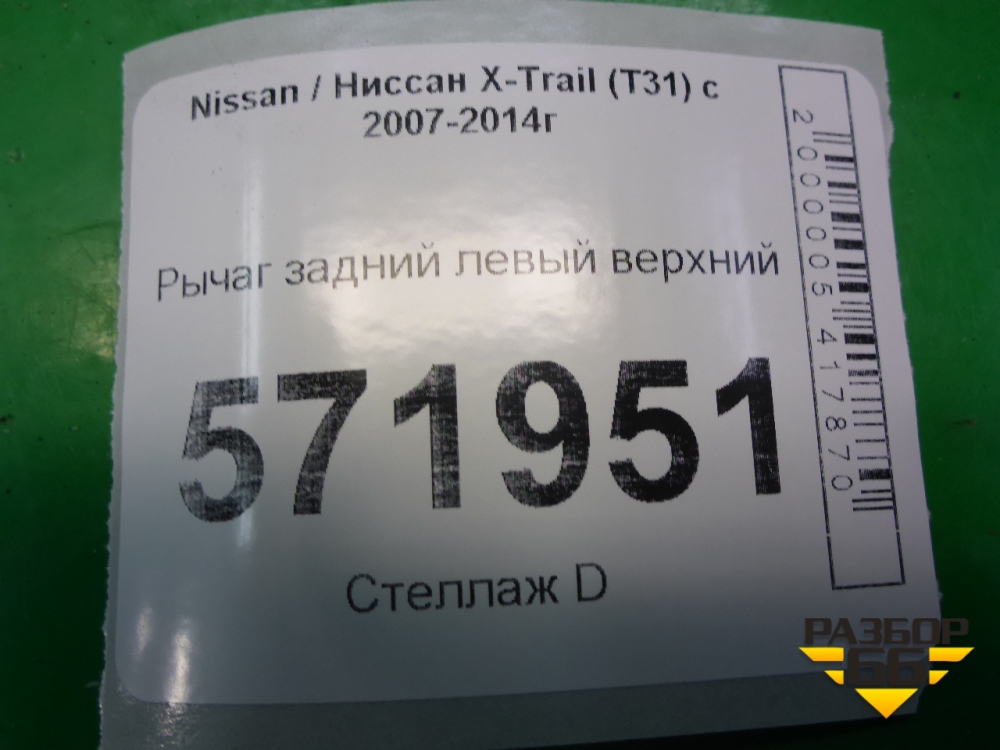 Nissan / Ниссан X-Trail (T31) с
2007-2014г
Рычаг задний левый верхний
571951
Стеллаж D
2000005417870
РАЗБОР
66